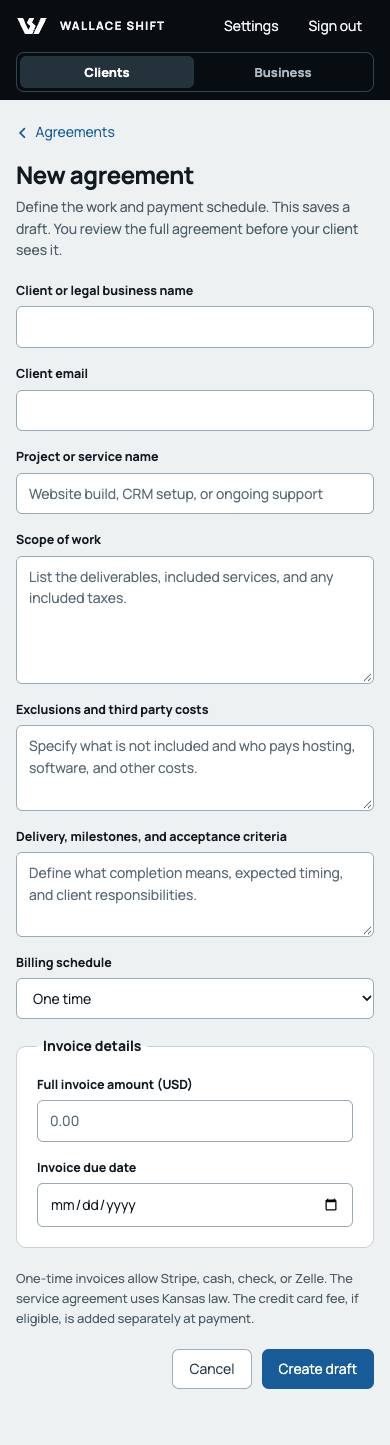 WALLACE SHIFT
Settings
Sign out
Clients
Business
Agreements
New agreement
Define the work and payment schedule. This saves a
draft. You review the full agreement before your client
sees it.
Client or legal business name
Client email
Project or service name
Website build, CRM setup, or ongoing support
Scope of work
List the deliverables, included services, and any
included taxes.
Exclusions and third party costs
Specify what is not included and who pays hosting,
software, and other costs.
Delivery, milestones, and acceptance criteria
Define what completion means, expected timing,
and client responsibilities.
Billing schedule
One time
Invoice details
Full invoice amount (USD)
0.00
Invoice due date
mm/dd/yyyy
One-time invoices allow Stripe, cash, check, or Zelle. The
service agreement uses Kansas law. The credit card fee, if
eligible, is added separately at payment.
Cancel
Create draft